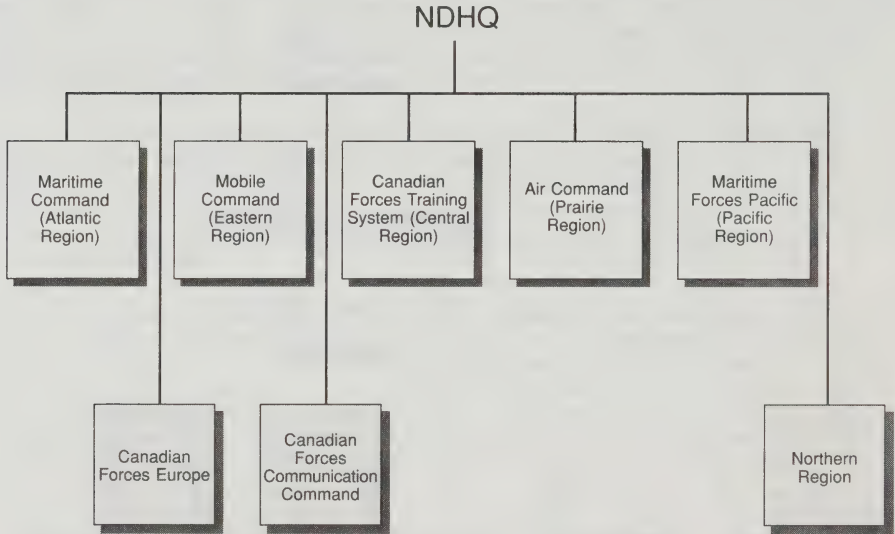 NDHQ
Maritime
Command
(Atlantic
Region)
Mobile
Command
(Eastern
Region)
Canadian
Forces Training
System (Central
Region)
Air Command
(Prairie
Region)
Maritime
Forces Pacific
(Pacific
Region)
Canadian
Forces Europe
Canadian
Forces
Communication
Command
Northern
Region